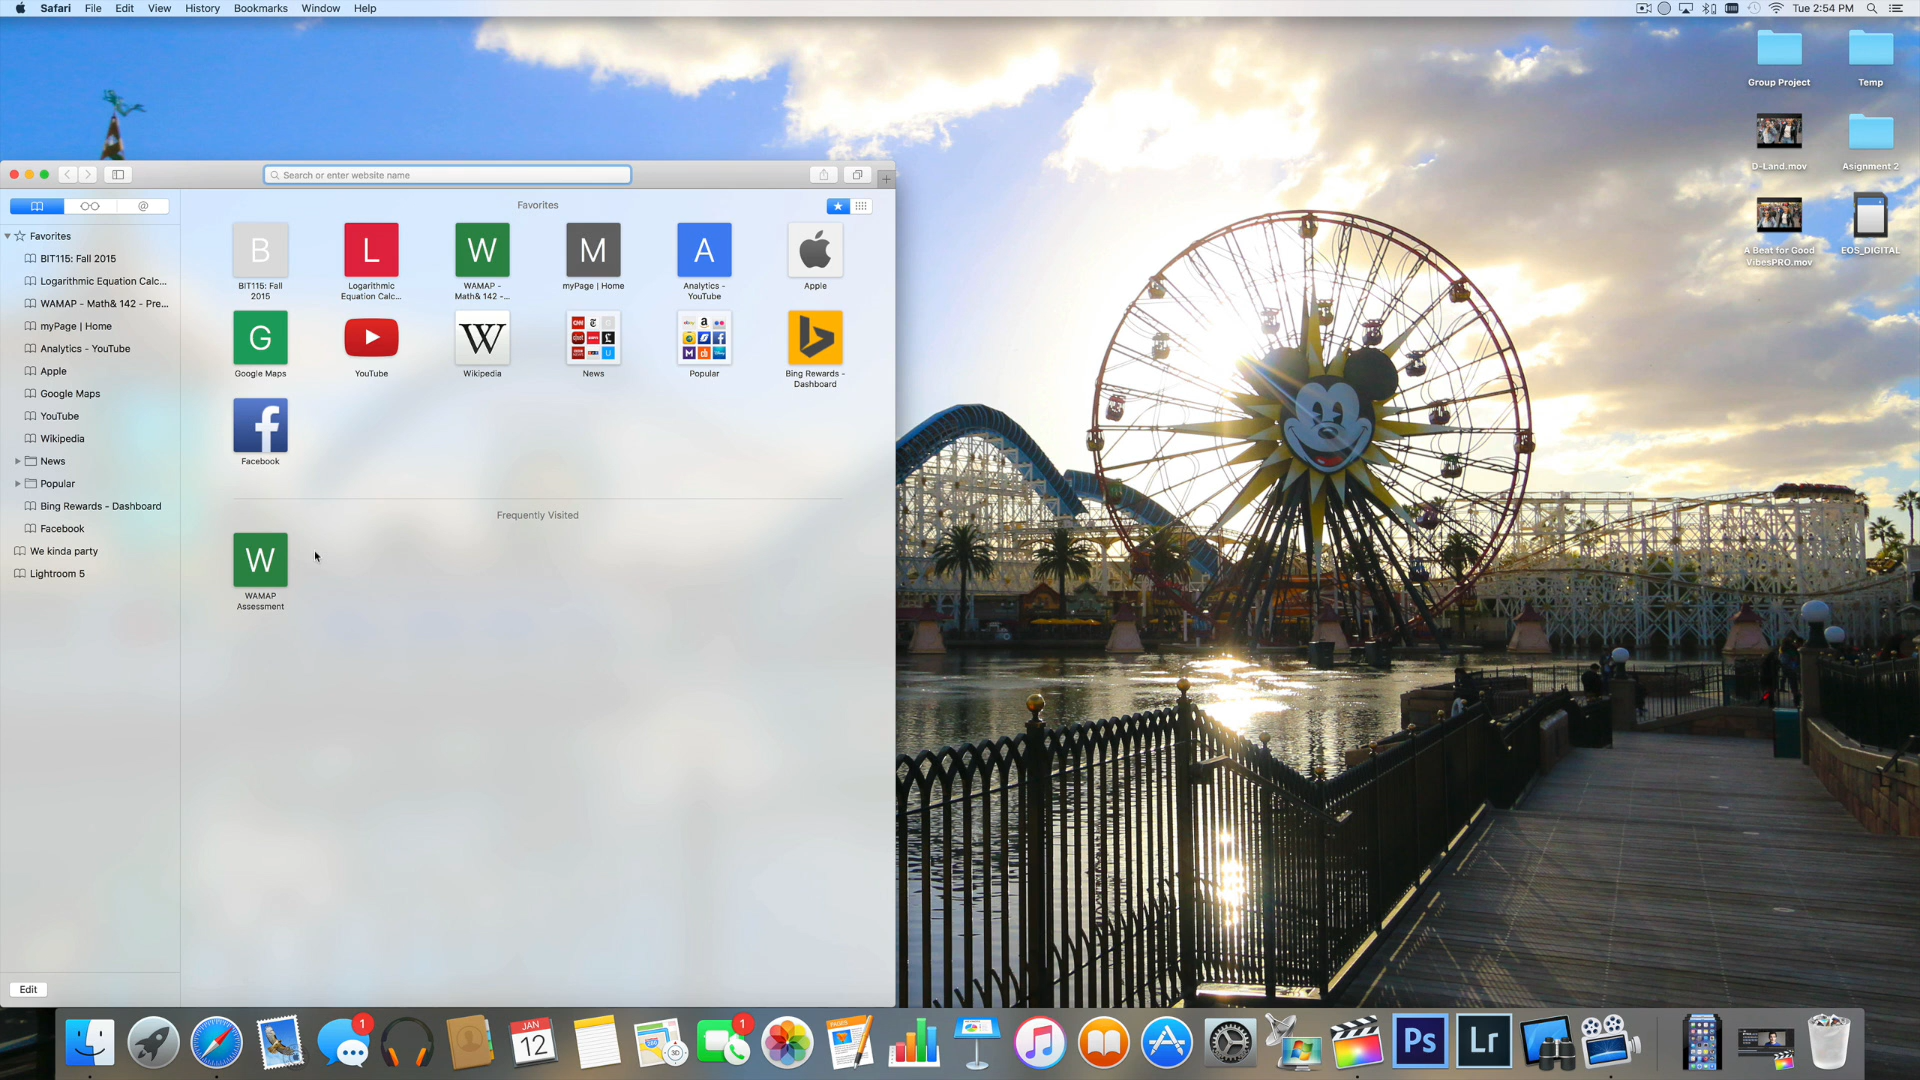 Safari File Edit View History Bookmarks Window Help
Tue 2:54 PM
Group Project
Temp
D-Land.mov
Asignment 2
A Beat for Good
VibesPRO.mov
EOS_DIGITAL
Search or enter website name
@
Favorites
BIT115: Fall 2015
Logarithmic Equation Calc...
WAMAP - Math& 142 - Pre...
myPage | Home
Analytics - YouTube
Apple
Google Maps
YouTube
Wikipedia
News
Popular
Bing Rewards - Dashboard
Facebook
We kinda party
Lightroom 5
Edit
Favorites
B L W M A
BIT115: Fall
2015
Logarithmic
Equation Calc...
WAMAP -
Math& 142 -...
myPage | Home
Analytics -
YouTube
Apple
G W
Google Maps
YouTube
Wikipedia
News
Popular
Bing Rewards -
Dashboard
f
Facebook
Frequently Visited
W
WAMAP
Assessment
1
JAN
12
280
3D
1
PAGES
Ps
Lr